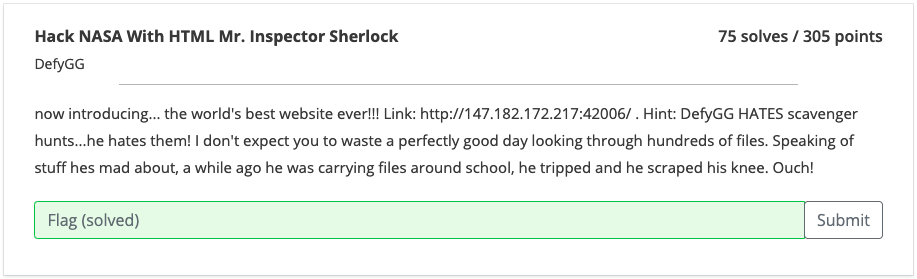 Hack NASA With HTML Mr. Inspector Sherlock
75 solves / 305 points
DefyGG
now introducing... the world's best website ever!!! Link: http://147.182.172.217:42006/ . Hint: DefyGG HATES scavenger
hunts...he hates them! I don't expect you to waste a perfectly good day looking through hundreds of files. Speaking of
stuff hes mad about, a while ago he was carrying files around school, he tripped and he scraped his knee. Ouch!
Flag (solved)
Submit